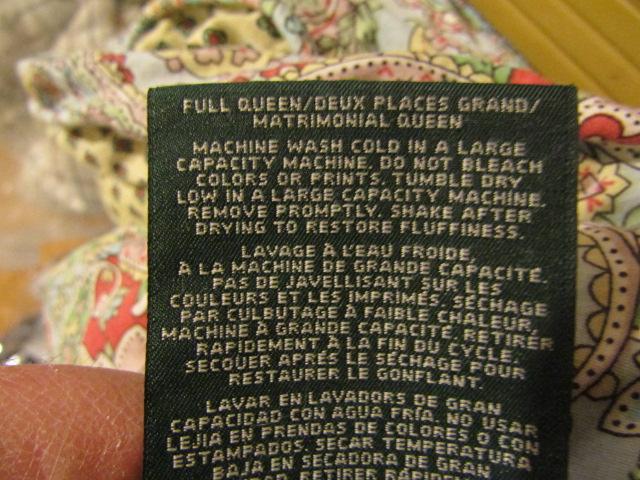 FULL QUEEN/DEUX PLACES GRAND/
MATRIMONIAL QUEEN
MACHINE WASH COLD IN A LARGE
CAPACITY MACHINE. DO NOT BLEACH
COLORS OR PRINTS. TUMBLE DRY
LOW IN A LARGE CAPACITY MACHINE.
REMOVE PROMPTLY. SHAKE AFTER
DRYING TO RESTORE FLUFFINESS.
LAVAGE À L'EAU FROIDE,
À LA MACHINE DE GRANDE CAPACITÉ.
PAS DE JAVELLISANT SUR LES
COULEURS ET LES IMPRIMÉS. SÉCHAGE
PAR CULBUTAGE À FAIBLE CHALEUR,
MACHINE À GRANDE CAPACITÉ, RETIRER
RAPIDEMENT À LA FIN DU CYCLE.
SECOUER APRÉS LE SÉCHAGE POUR
RESTAURER LE GONFLANT.
LAVAR EN LAVADORS DE GRAN
CAPACIDAD CON AGUA FRÍA. NO USAR
LEJIA EN PRENDAS DE COLORES O CON
ESTAMPADOS. SECAR TEMPERATURA
BAJA EN SECADORA DE GRAN
RETIRER